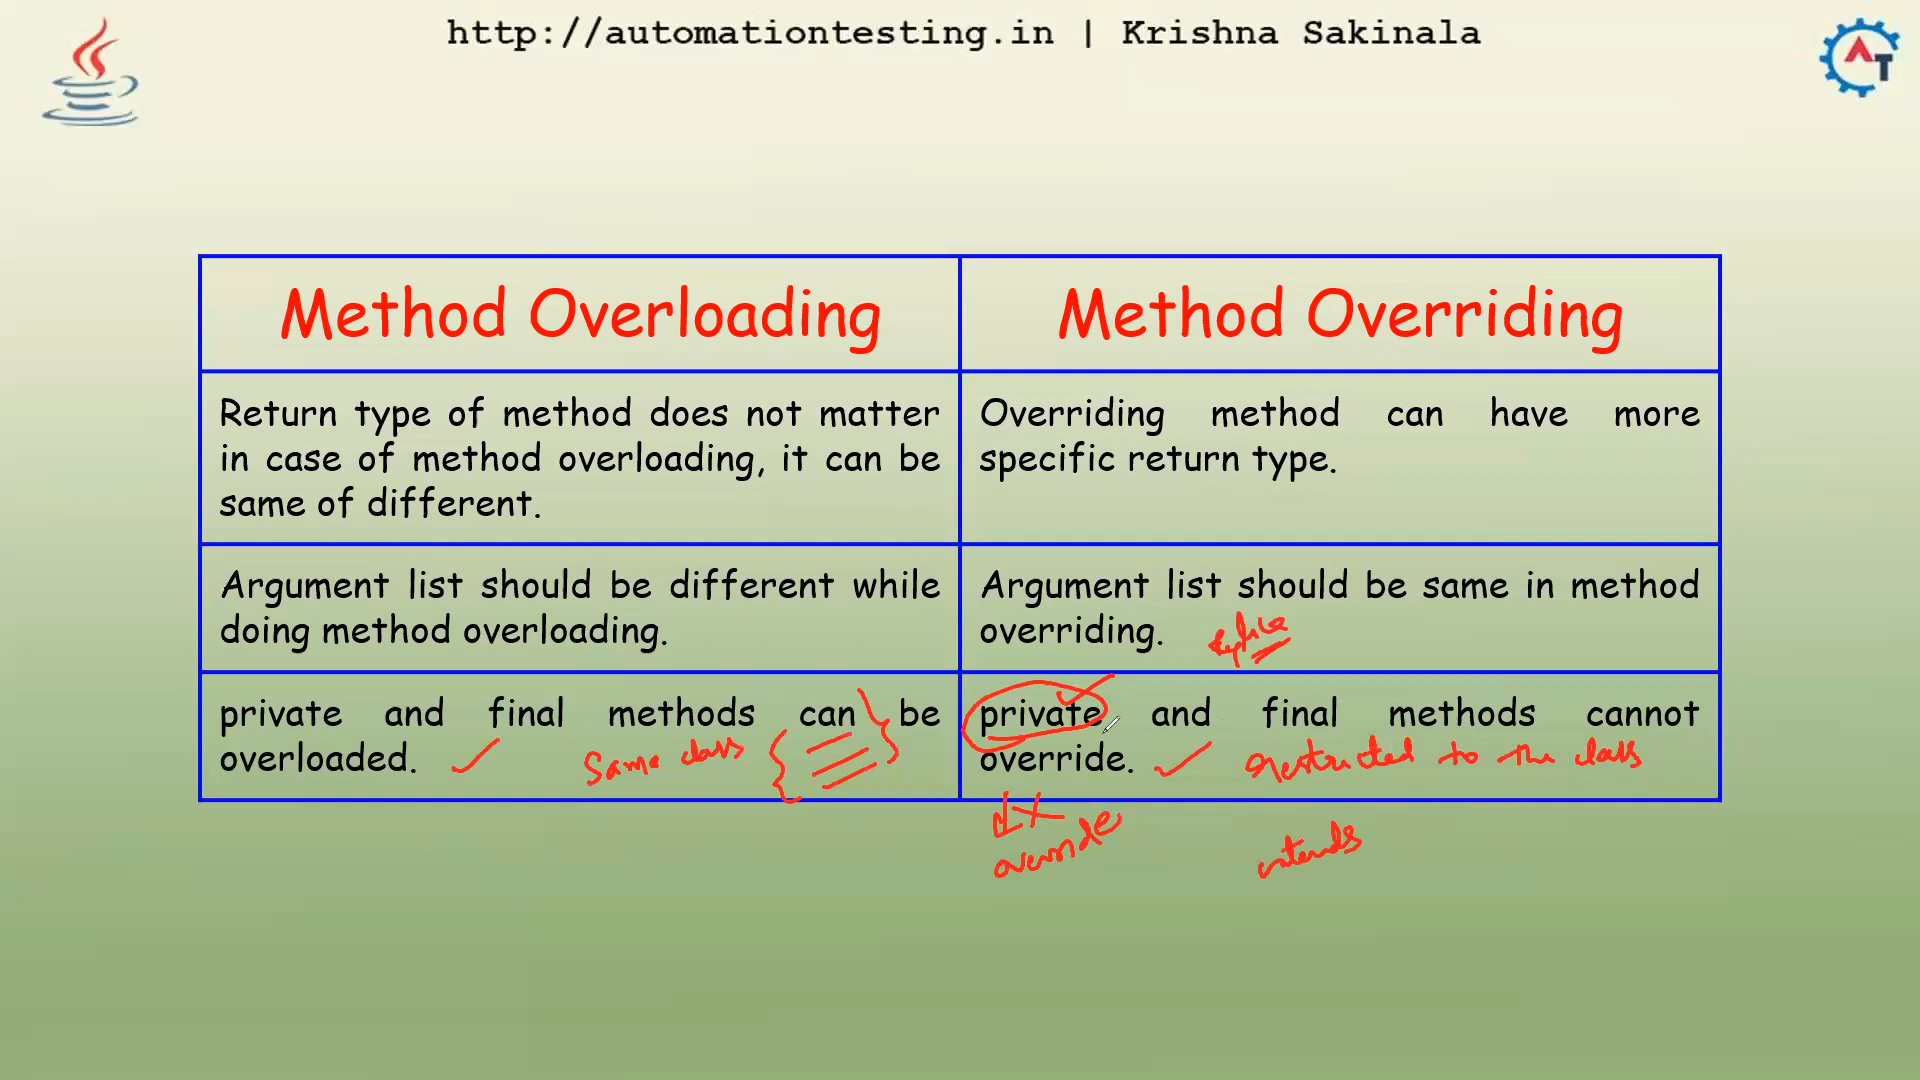 http://automationtesting.in | Krishna Sakinala
AT
Method Overloading
Method Overriding
Return type of method does not matter
in case of method overloading, it can be
same of different.
Overriding method can have more
specific return type.
Argument list should be different while
doing method overloading.
Argument list should be same in method
overriding.
private and final methods can be
overloaded.
Same class
private and final methods cannot
override.
restricted to the class
override
extends